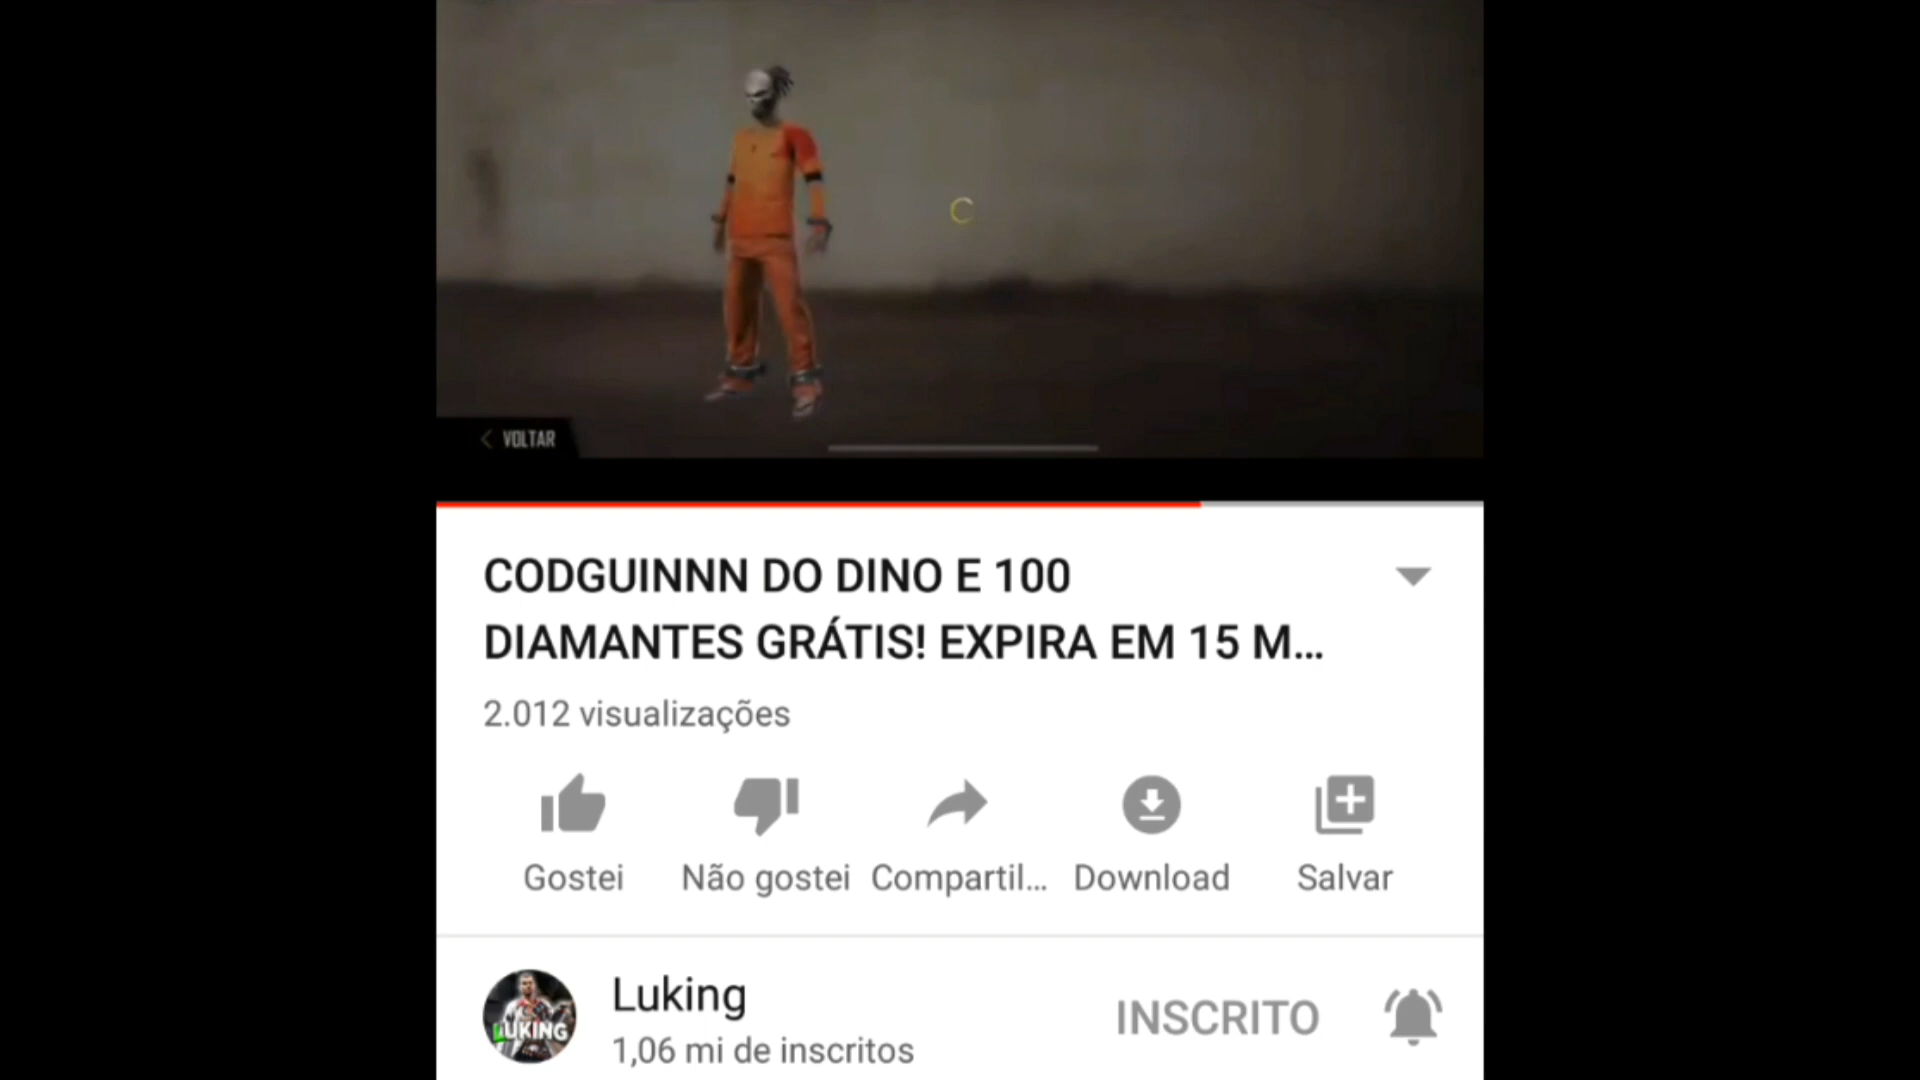 VOLTAR
CODGUINNN DO DINO E 100
DIAMANTES GRÁTIS! EXPIRA EM 15 M...
2.012 visualizações
Gostei Não gostei Compartil... Download Salvar
LUKING
Luking
INSCRITO
1,06 mi de inscritos